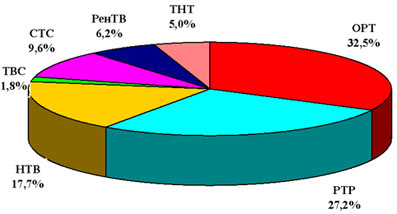 ТНТ
5,0%
ОРТ
32,5%
РТР
27,2%
НТВ
17,7%
ТВС
1,8%
СТС
9,6%
РенТВ
6,2%